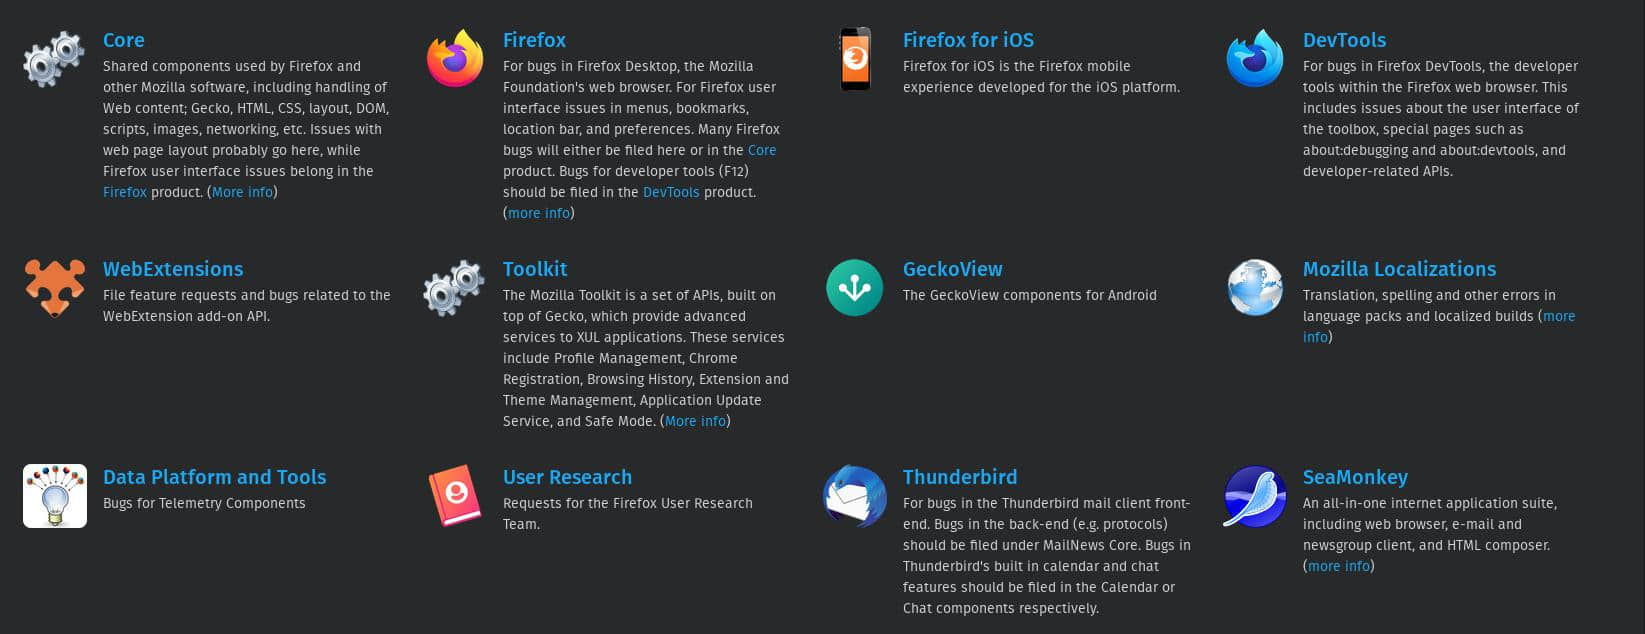 Core
Shared components used by Firefox and
other Mozilla software, including handling of
Web content; Gecko, HTML, CSS, layout, DOM,
scripts, images, networking, etc. Issues with
web page layout probably go here, while
Firefox user interface issues belong in the
Firefox product. (More info)
Firefox
For bugs in Firefox Desktop, the Mozilla
Foundation's web browser. For Firefox user
interface issues in menus, bookmarks,
location bar, and preferences. Many Firefox
bugs will either be filed here or in the Core
product. Bugs for developer tools (F12)
should be filed in the DevTools product.
(more info)
Firefox for iOS
Firefox for iOS is the Firefox mobile
experience developed for the iOS platform.
DevTools
For bugs in Firefox DevTools, the developer
tools within the Firefox web browser. This
includes issues about the user interface of
the toolbox, special pages such as
about:debugging and about:devtools, and
developer-related APIs.
WebExtensions
File feature requests and bugs related to the
WebExtension add-on API.
Toolkit
The Mozilla Toolkit is a set of APIs, built on
top of Gecko, which provide advanced
services to XUL applications. These services
include Profile Management, Chrome
Registration, Browsing History, Extension and
Theme Management, Application Update
Service, and Safe Mode. (More info)
GeckoView
The GeckoView components for Android
Mozilla Localizations
Translation, spelling and other errors in
language packs and localized builds (more
info)
Data Platform and Tools
Bugs for Telemetry Components
User Research
Requests for the Firefox User Research
Team.
Thunderbird
For bugs in the Thunderbird mail client front-
end. Bugs in the back-end (e.g. protocols)
should be filed under MailNews Core. Bugs in
Thunderbird's built in calendar and chat
features should be filed in the Calendar or
Chat components respectively.
SeaMonkey
An all-in-one internet application suite,
including web browser, e-mail and
newsgroup client, and HTML composer.
(more info)